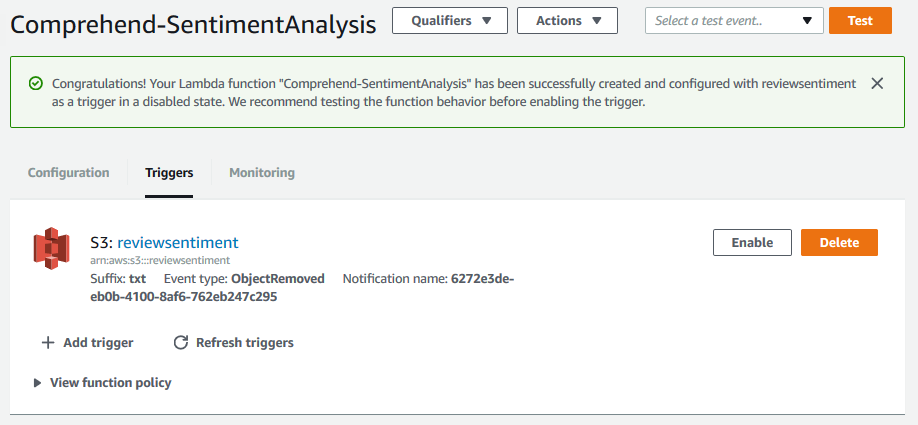 Comprehend-SentimentAnalysis
Qualifiers
Actions
Select a test event..
Test
Congratulations! Your Lambda function "Comprehend-SentimentAnalysis" has been successfully created and configured with reviewsentiment
as a trigger in a disabled state. We recommend testing the function behavior before enabling the trigger.
Configuration
Triggers
Monitoring
S3: reviewsentiment
Enable
Delete
arn:aws:s3:::reviewsentiment
Suffix: txt Event type: ObjectRemoved Notification name: 6272e3de-
eb0b-4100-8af6-762eb247c295
Add trigger
Refresh triggers
View function policy